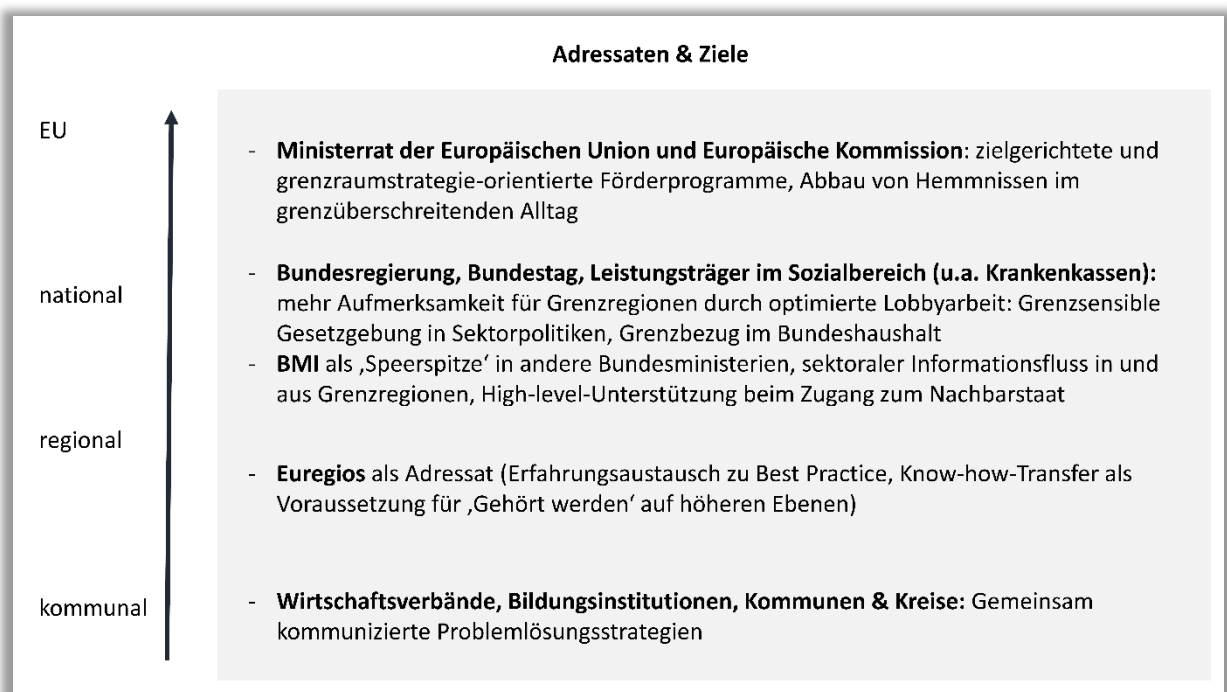 Adressaten & Ziele
EU
- Ministerrat der Europäischen Union und Europäische Kommission: zielgerichtete und
grenzraumstrategie-orientierte Förderprogramme, Abbau von Hemmnissen im
grenzüberschreitenden Alltag
national
- Bundesregierung, Bundestag, Leistungsträger im Sozialbereich (u.a. Krankenkassen):
mehr Aufmerksamkeit für Grenzregionen durch optimierte Lobbyarbeit: Grenzsensible
Gesetzgebung in Sektorpolitiken, Grenzbezug im Bundeshaushalt
- BMI als ‚Speerspitze‘ in andere Bundesministerien, sektoraler Informationsfluss in und
aus Grenzregionen, High-level-Unterstützung beim Zugang zum Nachbarstaat
regional
- Euregios als Adressat (Erfahrungsaustausch zu Best Practice, Know-how-Transfer als
Voraussetzung für ‚Gehört werden‘ auf höheren Ebenen)
kommunal
- Wirtschaftsverbände, Bildungsinstitutionen, Kommunen & Kreise: Gemeinsam
kommunizierte Problemlösungsstrategien